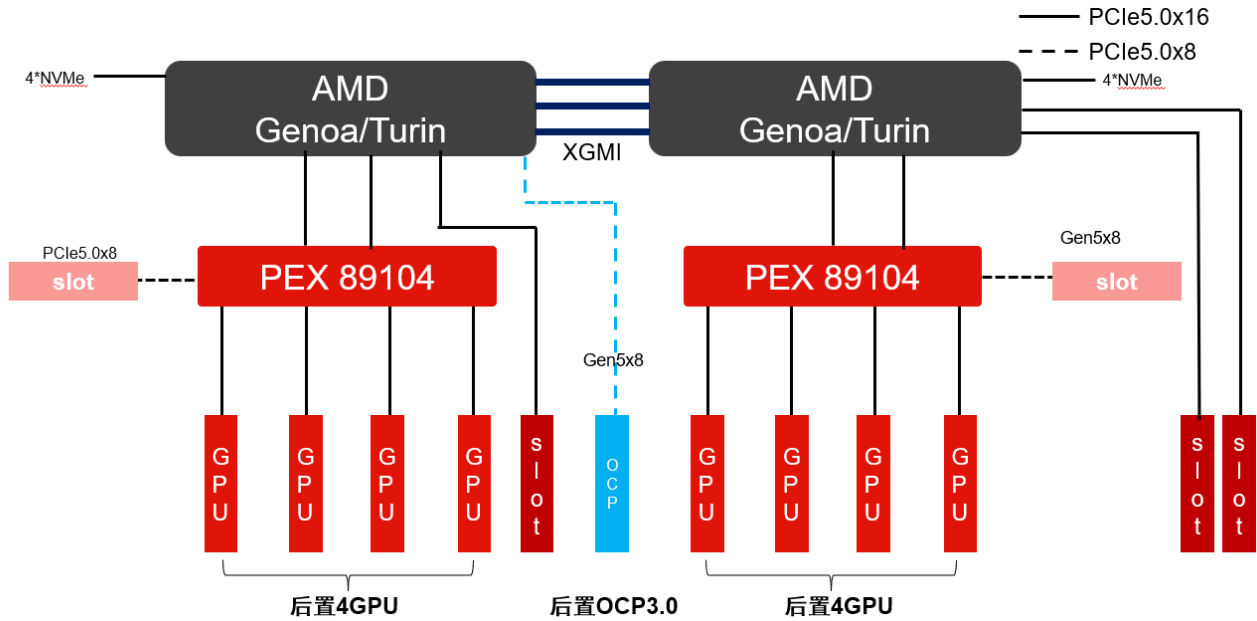 PCIe5.0x16
PCIe5.0x8
4*NVMe
AMD
Genoa/Turin
XGMI
AMD
Genoa/Turin
4*NVMe
PCIe5.0x8
slot
PEX 89104
PEX 89104
Gen5x8
slot
Gen5x8
GPU
GPU
GPU
GPU
slot
OCP
GPU
GPU
GPU
GPU
slot
slot
后置4GPU
后置OCP3.0
后置4GPU